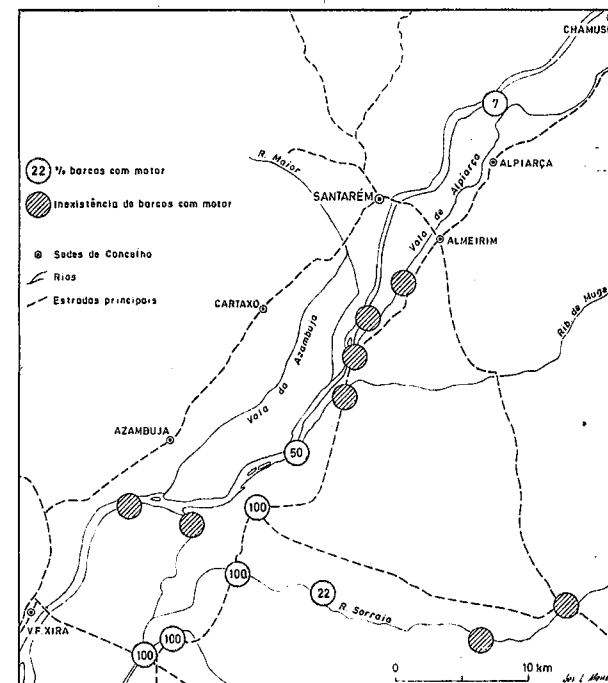 CHAMUSC
7
R. Maior
ALPIARÇA
22 % barcos com motor
SANTARÉM
Vala de Alpiarça
Inexistência de barcos com motor
ALMEIRIM
Sedes de Concelho
Rios
Estradas principais
CARTAXO
Rib. de Muge
Vala da Azambuja
AZAMBUJA
50
100
100
22
R. Sorraia
V.F. XIRA
100
100
0 10 km